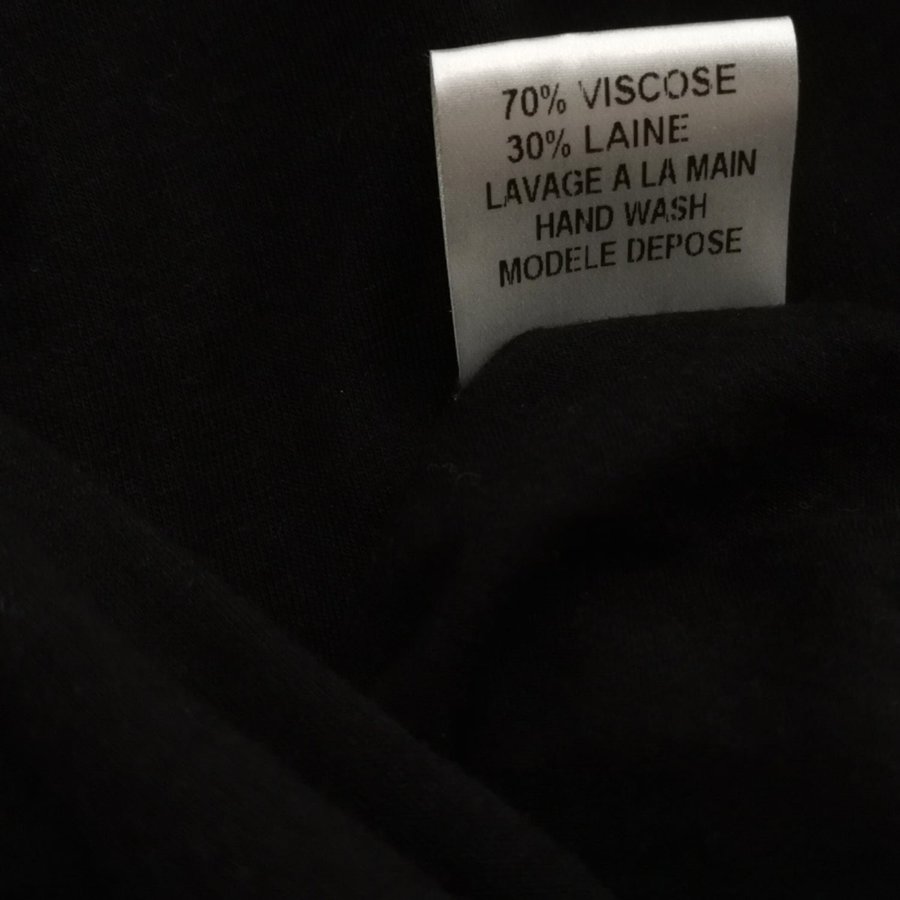 70% VISCOSE
30% LAINE
LAVAGE A LA MAIN
HAND WASH
MODELE DEPOSE